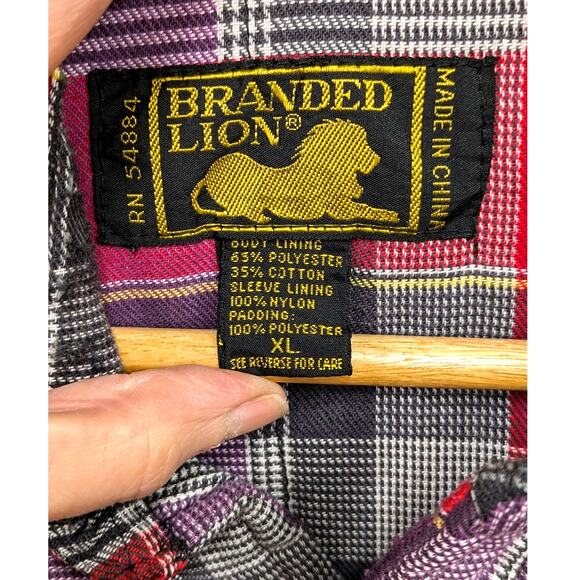 RN 54884
BRANDED
LION®
MADE IN CHINA
BODY LINING
65% POLYESTER
35% COTTON
SLEEVE LINING
100% NYLON
PADDING:
100% POLYESTER
XL
SEE REVERSE FOR CARE